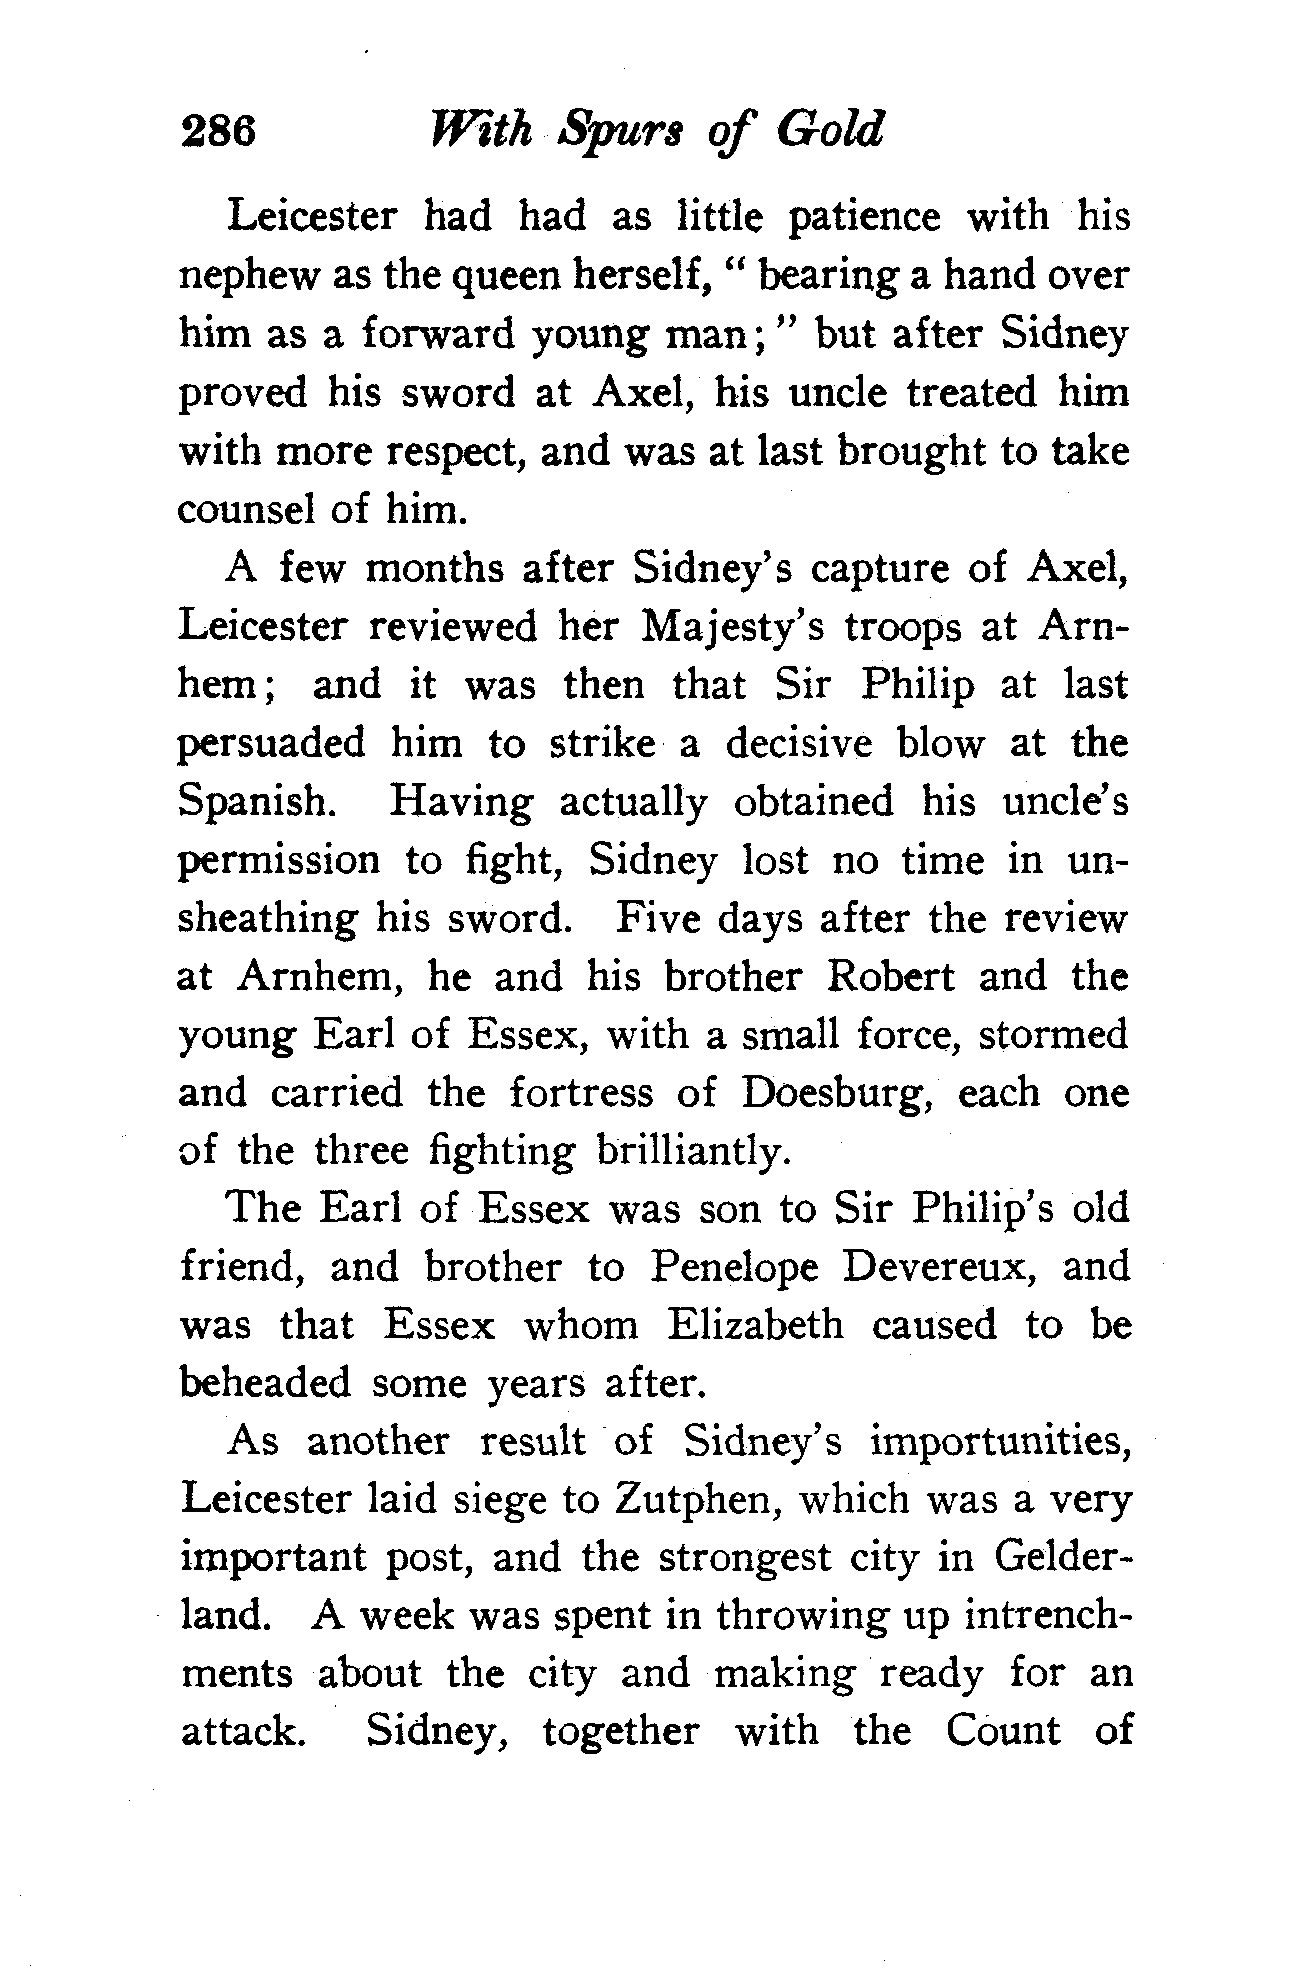 286 With Spurs of Gold
Leicester had had as little patience with his
nephew as the queen herself, " bearing a hand over
him as a forward young man; " but after Sidney
proved his sword at Axel, his uncle treated him
with more respect, and was at last brought to take
counsel of him.
A few months after Sidney's capture of Axel,
Leicester reviewed her Majesty's troops at Arn-
hem; and it was then that Sir Philip at last
persuaded him to strike a decisive blow at the
Spanish. Having actually obtained his uncle's
permission to fight, Sidney lost no time in un-
sheathing his sword. Five days after the review
at Arnhem, he and his brother Robert and the
young Earl of Essex, with a small force, stormed
and carried the fortress of Doesburg, each one
of the three fighting brilliantly.
The Earl of Essex was son to Sir Philip's old
friend, and brother to Penelope Devereux, and
was that Essex whom Elizabeth caused to be
beheaded some years after.
As another result of Sidney's importunities,
Leicester laid siege to Zutphen, which was a very
important post, and the strongest city in Gelder-
land. A week was spent in throwing up intrench-
ments about the city and making ready for an
attack. Sidney, together with the Count of